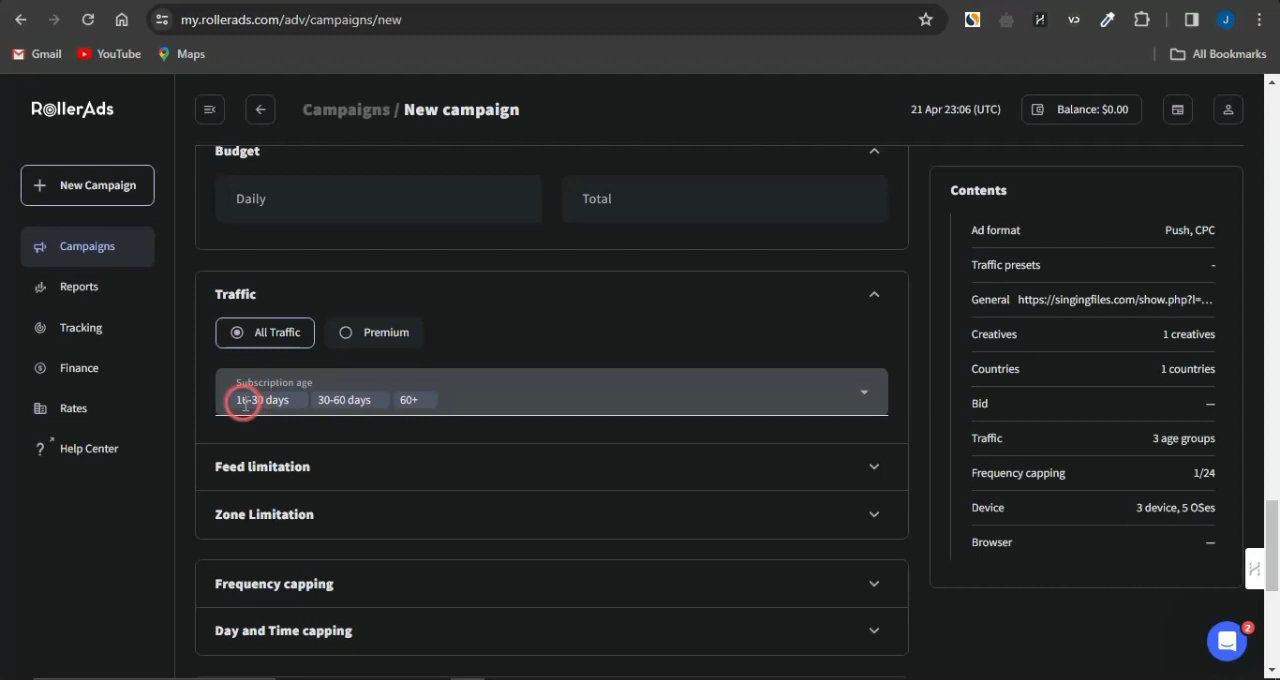 my.rollerads.com/adv/campaigns/new
Gmail YouTube Maps All Bookmarks
RollerAds
Campaigns / New campaign
21 Apr 23:06 (UTC)
Balance: $0.00
New Campaign
Campaigns
Reports
Tracking
Finance
Rates
Help Center
Budget
Daily Total
Traffic
All Traffic Premium
Subscription age
16-30 days 30-60 days 60+
Feed limitation
Zone Limitation
Frequency capping
Day and Time capping
Contents
Ad format Push, CPC
Traffic presets -
General https://singingfiles.com/show.php?l=...
Creatives 1 creatives
Countries 1 countries
Bid —
Traffic 3 age groups
Frequency capping 1/24
Device 3 device, 5 OSes
Browser —
2
J